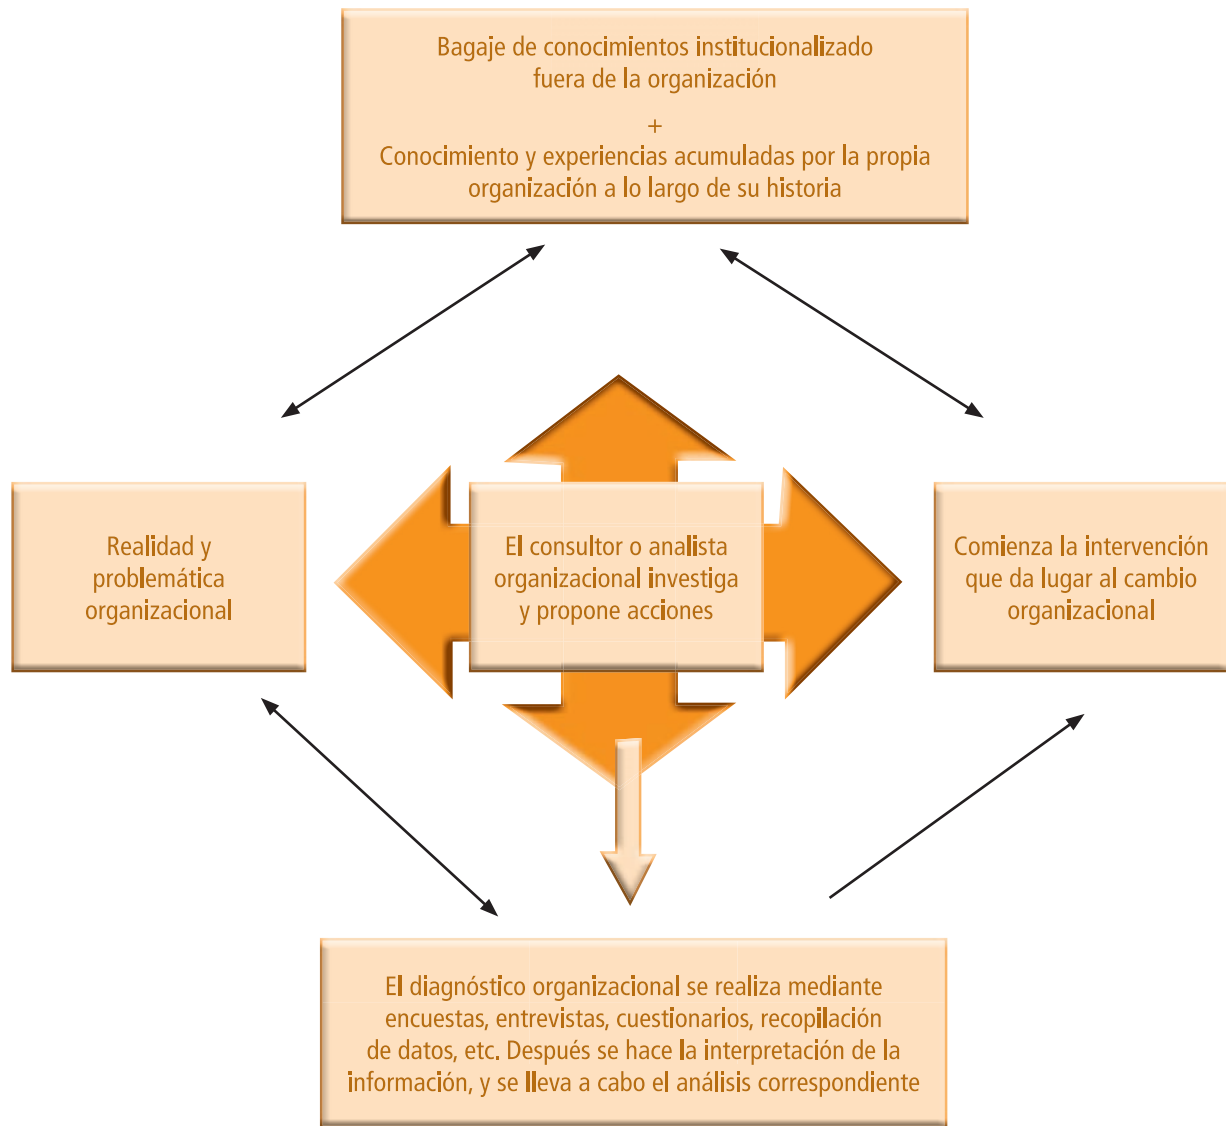 Bagaje de conocimientos institucionalizado
fuera de la organización
+
Conocimiento y experiencias acumuladas por la propia
organización a lo largo de su historia
Realidad y
problemática
organizacional
El consultor o analista
organizacional investiga
y propone acciones
Comienza la intervención
que da lugar al cambio
organizacional
El diagnóstico organizacional se realiza mediante
encuestas, entrevistas, cuestionarios, recopilación
de datos, etc. Después se hace la interpretación de la
información, y se lleva a cabo el análisis correspondiente